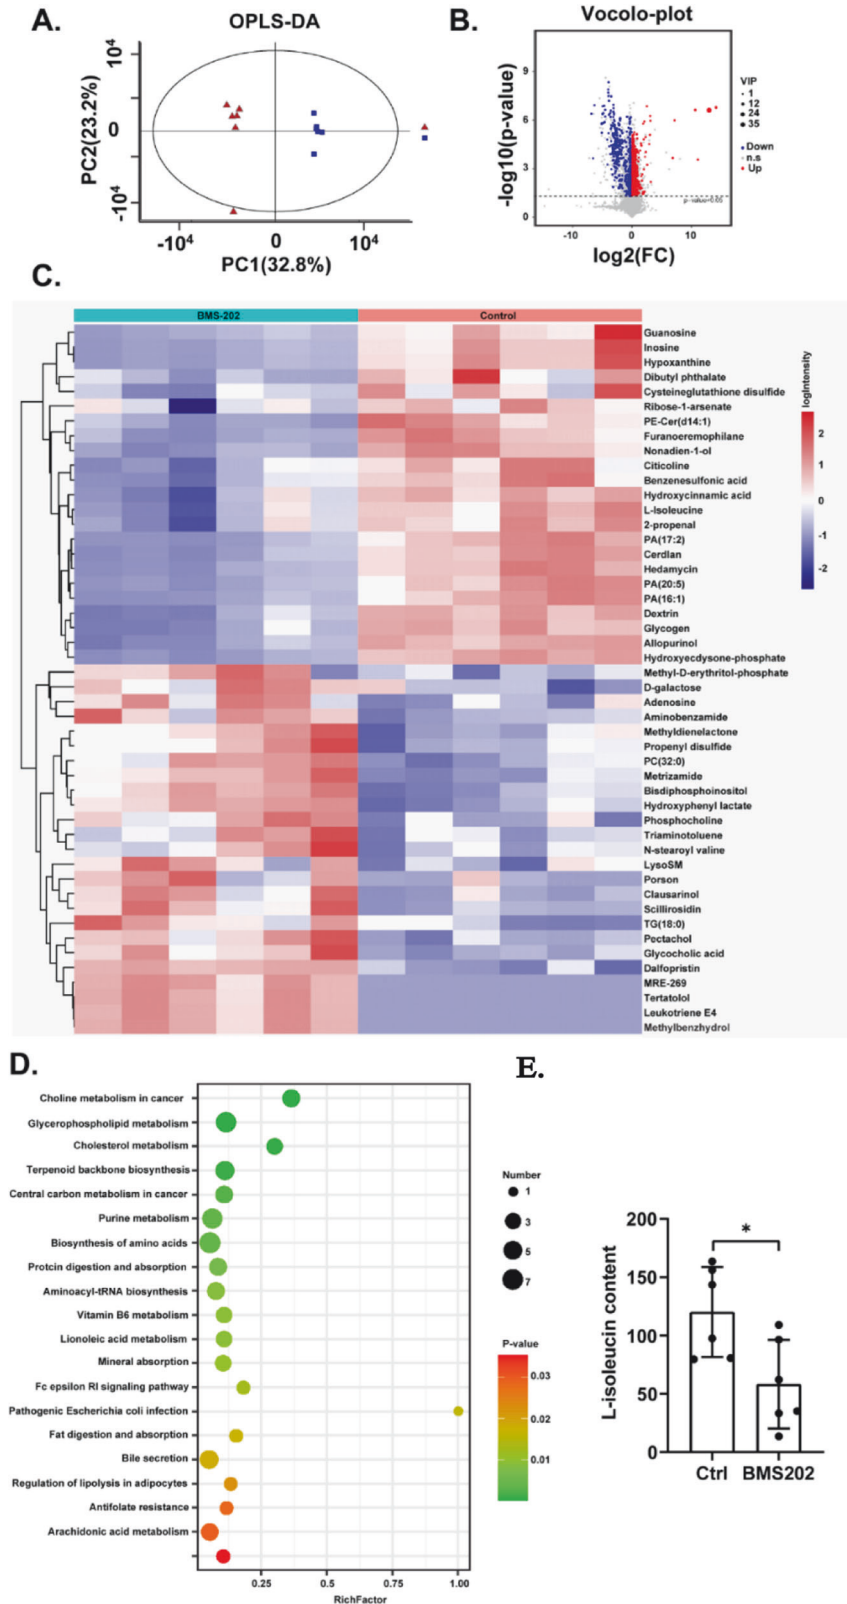 A.
OPLS-DA
PC2(23.2%)
10⁴
0
-10⁴
-10⁴
0
10⁴
PC1(32.8%)
B.
Vocolo-plot
-log10(p-value)
9
6
3
0
p-value=0.05
-10
0
10
log2(FC)
VIP
1
12
24
35
Down
n.s
Up
C.
BMS-202
Control
Guanosine
Inosine
Hypoxanthine
Dibutyl phthalate
Cysteineglutathione disulfide
Ribose-1-arsenate
PE-Cer(d14:1)
Furanoeremophilane
Nonadien-1-ol
Citicoline
Benzenesulfonic acid
Hydroxycinnamic acid
L-Isoleucine
2-propenal
PA(17:2)
Cerdlan
Hedamycin
PA(20:5)
PA(16:1)
Dextrin
Glycogen
Allopurinol
Hydroxyecdysone-phosphate
Methyl-D-erythritol-phosphate
D-galactose
Adenosine
Aminobenzamide
Methyldienelactone
Propenyl disulfide
PC(32:0)
Metrizamide
Bisdiphosphoinositol
Hydroxyphenyl lactate
Phosphocholine
Triaminotoluene
N-stearoyl valine
LysoSM
Porson
Clausarinol
Scillirosidin
TG(18:0)
Pectachol
Glycocholic acid
Dalfopristin
MRE-269
Tertatolol
Leukotriene E4
Methylbenzhydrol
logIntensity
2
1
0
-1
-2
D.
Choline metabolism in cancer
Glycerophospholipid metabolism
Cholesterol metabolism
Terpenoid backbone biosynthesis
Central carbon metabolism in cancer
Purine metabolism
Biosynthesis of amino acids
Protcin digestion and absorption
Aminoacyl-tRNA biosynthesis
Vitamin B6 metabolism
Lionoleic acid metabolism
Mineral absorption
Fc epsilon RI signaling pathway
Pathogenic Escherichia coli infection
Fat digestion and absorption
Bile secretion
Regulation of lipolysis in adipocytes
Antifolate resistance
Arachidonic acid metabolism
0.25
0.5
0.75
1.00
RichFactor
Number
1
3
5
7
P-value
0.03
0.02
0.01
E.
L-isoleucin content
200
150
100
50
0
*
Ctrl
BMS202